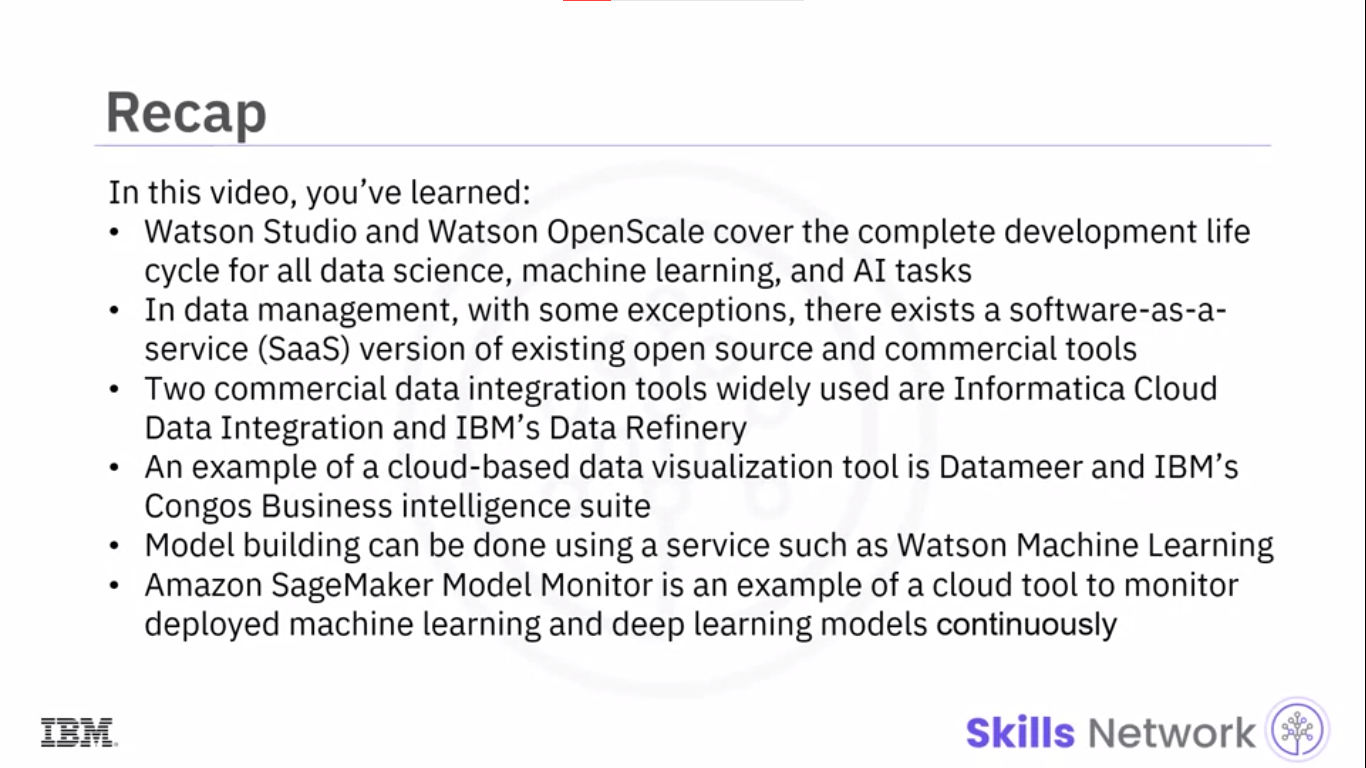 Recap
In this video, you’ve learned:
• Watson Studio and Watson OpenScale cover the complete development life
cycle for all data science, machine learning, and AI tasks
• In data management, with some exceptions, there exists a software-as-a-
service (SaaS) version of existing open source and commercial tools
• Two commercial data integration tools widely used are Informatica Cloud
Data Integration and IBM’s Data Refinery
• An example of a cloud-based data visualization tool is Datameer and IBM’s
Congos Business intelligence suite
• Model building can be done using a service such as Watson Machine Learning
• Amazon SageMaker Model Monitor is an example of a cloud tool to monitor
deployed machine learning and deep learning models continuously
IBM
Skills Network